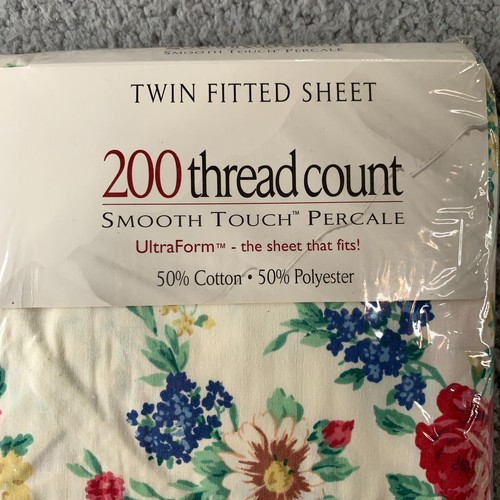 SMOOTH TOUCH PERCALE
TWIN FITTED SHEET
200 thread count
SMOOTH TOUCH™ PERCALE
UltraForm™ - the sheet that fits!
50% Cotton • 50% Polyester